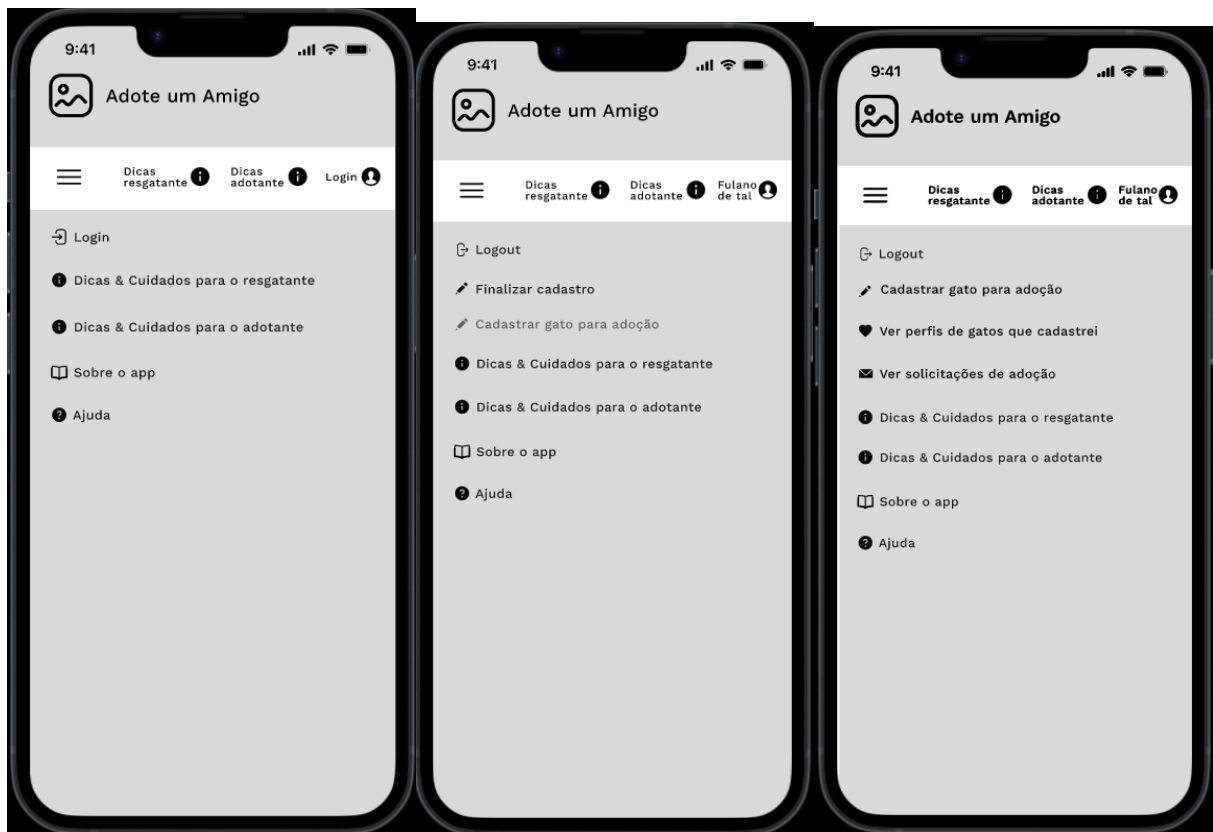 9:41
Adote um Amigo
Dicas
resgatante
Dicas
adotante
Login
Login
Dicas & Cuidados para o resgatante
Dicas & Cuidados para o adotante
Sobre o app
Ajuda
9:41
Adote um Amigo
Dicas
resgatante
Dicas
adotante
Fulano
de tal
Logout
Finalizar cadastro
Cadastrar gato para adoção
Dicas & Cuidados para o resgatante
Dicas & Cuidados para o adotante
Sobre o app
Ajuda
9:41
Adote um Amigo
Dicas
resgatante
Dicas
adotante
Fulano
de tal
Logout
Cadastrar gato para adoção
Ver perfis de gatos que cadastrei
Ver solicitações de adoção
Dicas & Cuidados para o resgatante
Dicas & Cuidados para o adotante
Sobre o app
Ajuda